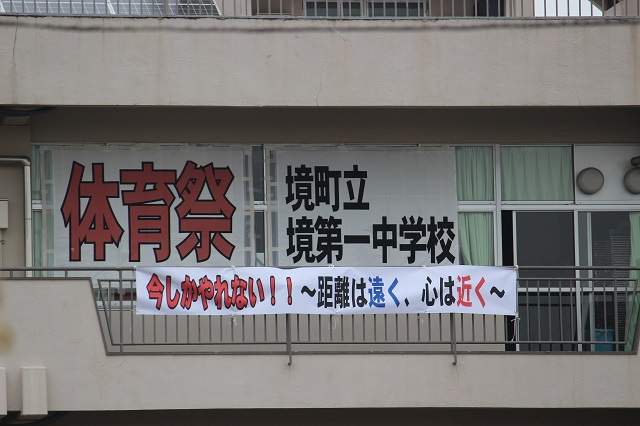 体育祭
境町立
境第一中学校
今しかやれない!!~距離は遠く、心は近く~